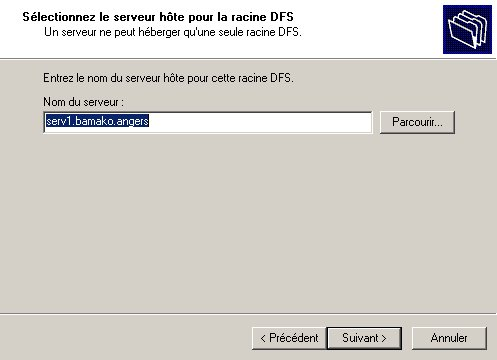 Sélectionnez le serveur hôte pour la racine DFS
Un serveur ne peut héberger qu'une seule racine DFS.
Entrez le nom du serveur hôte pour cette racine DFS.
Nom du serveur :
serv1.bamako.angers
Parcourir...
< Précédent
Suivant >
Annuler